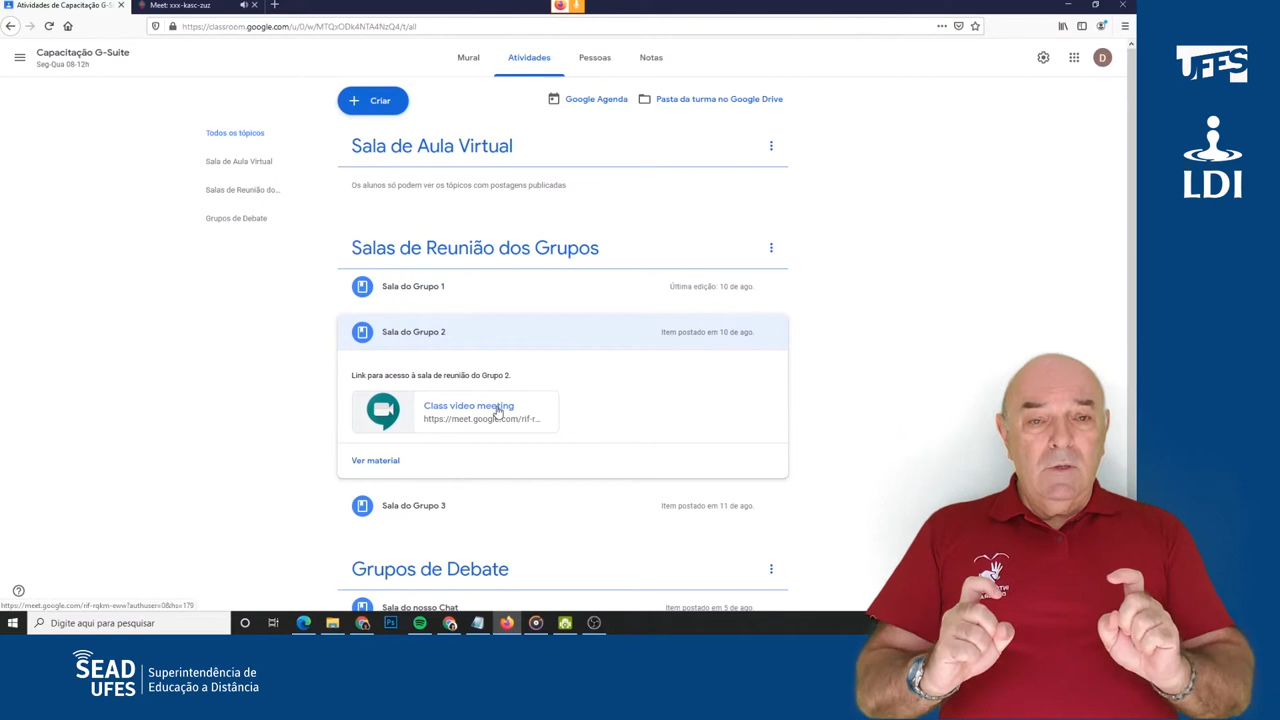 Atividades de Capacitação G-S
Meet: xxx-kasc-zuz
https://classroom.google.com/u/0/w/MTQxODk4NTA4NzQ4/t/all
Capacitação G-Suite
Seg-Qua 08-12h
Mural
Atividades
Pessoas
Notas
D
Criar
Google Agenda
Pasta da turma no Google Drive
Todos os tópicos
Sala de Aula Virtual
Salas de Reunião do...
Grupos de Debate
Sala de Aula Virtual
Os alunos só podem ver os tópicos com postagens publicadas
Salas de Reunião dos Grupos
Sala do Grupo 1
Última edição: 10 de ago.
Sala do Grupo 2
Item postado em 10 de ago.
Link para acesso à sala de reunião do Grupo 2.
Class video meeting
https://meet.google.com/rif-r...
Ver material
Sala do Grupo 3
Item postado em 11 de ago.
Grupos de Debate
Sala do nosso Chat
Item postado em 5 de ago.
https://meet.google.com/rif-rqkm-eww?authuser=0&hs=179
Digite aqui para pesquisar
Ps
UFES
LDI
SEAD
UFES
Superintendência de
Educação a Distância